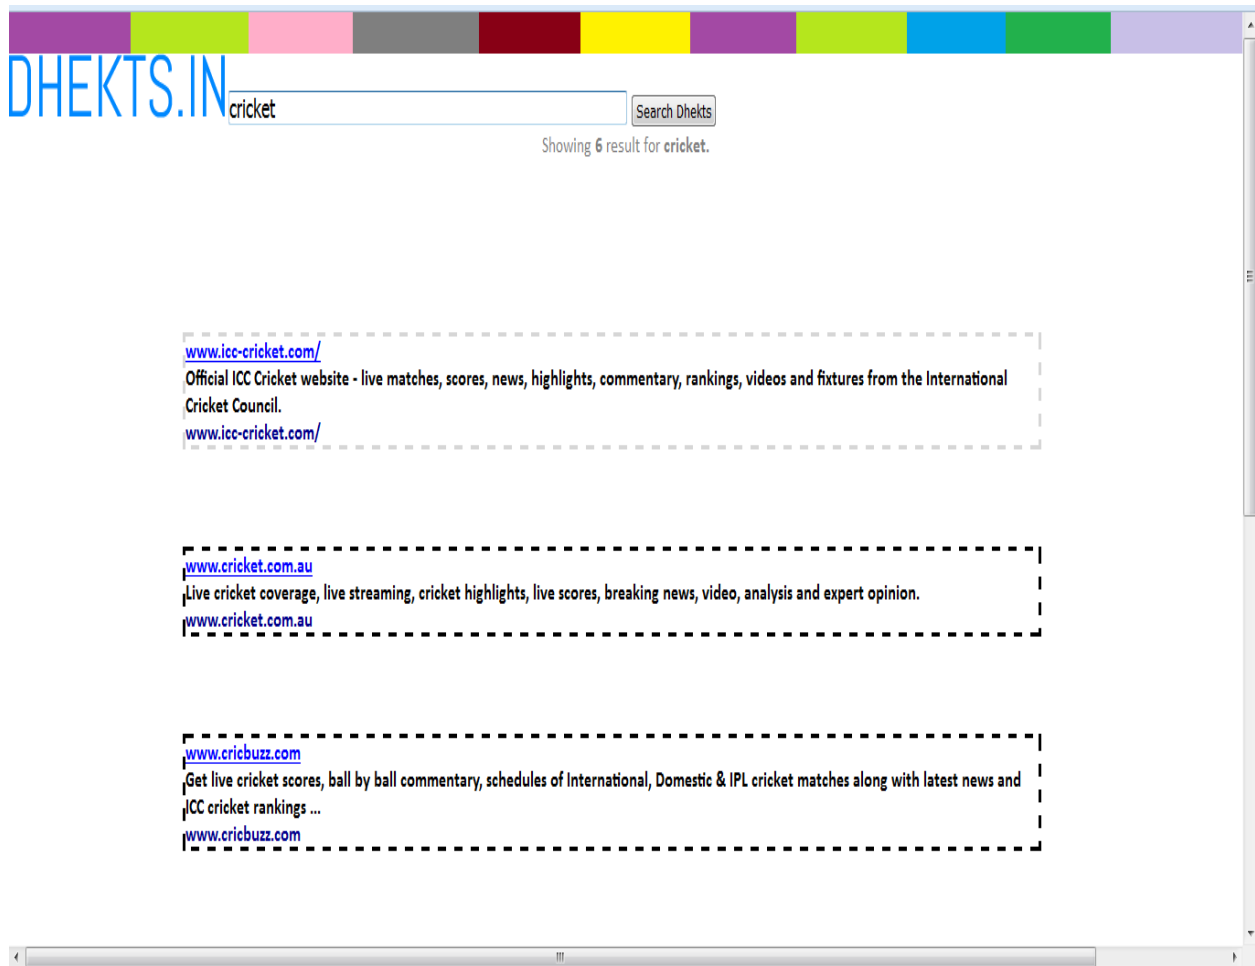 DHEKTS.IN
cricket
Search Dhekts
Showing 6 result for cricket.
www.icc-cricket.com/
Official ICC Cricket website - live matches, scores, news, highlights, commentary, rankings, videos and fixtures from the International
Cricket Council.
www.icc-cricket.com/
www.cricket.com.au
Live cricket coverage, live streaming, cricket highlights, live scores, breaking news, video, analysis and expert opinion.
www.cricket.com.au
www.cricbuzz.com
Get live cricket scores, ball by ball commentary, schedules of International, Domestic & IPL cricket matches along with latest news and
ICC cricket rankings ...
www.cricbuzz.com